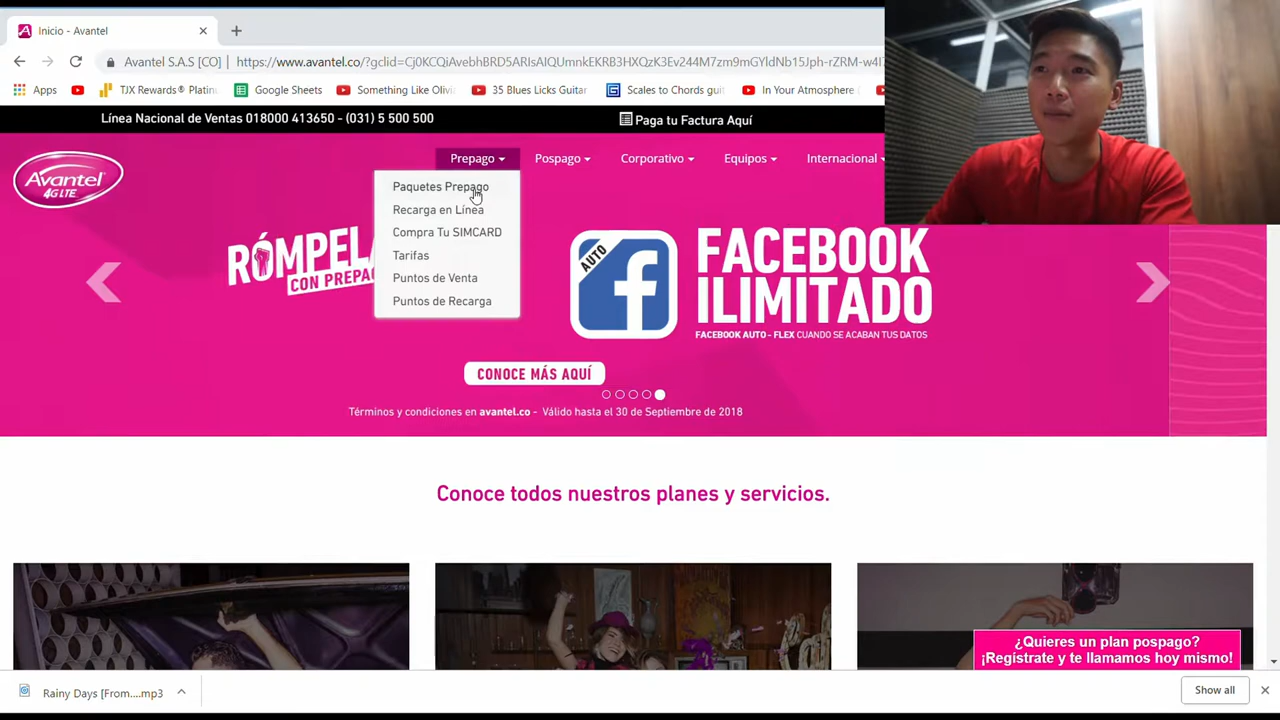 Inicio - Avantel
Avantel S.A.S [CO] | https://www.avantel.co/?gclid=Cj0KCQiAvebhBRD5ARIsAIQUmnkEKRB3HXQzK3Ev244M7zm9mGYldNb15Jph-rZRM-w4I7
Apps
TJX Rewards® Platinu
Google Sheets
Something Like Olivi
35 Blues Licks Guitar
Scales to Chords guit
In Your Atmosphere (
Línea Nacional de Ventas 018000 413650 - (031) 5 500 500
Paga tu Factura Aquí
Avantel
4G LTE
Prepago
Pospago
Corporativo
Equipos
Internacional
Paquetes Prepago
Recarga en Línea
Compra Tu SIMCARD
Tarifas
Puntos de Venta
Puntos de Recarga
RÓMPEL
CON PREPA
AUTO
FACEBOOK
ILIMITADO
FACEBOOK AUTO - FLEX CUANDO SE ACABAN TUS DATOS
CONOCE MÁS AQUÍ
Términos y condiciones en avantel.co - Válido hasta el 30 de Septiembre de 2018
Conoce todos nuestros planes y servicios.
¿Quieres un plan pospago?
¡Regístrate y te llamamos hoy mismo!
Rainy Days [From....mp3
Show all